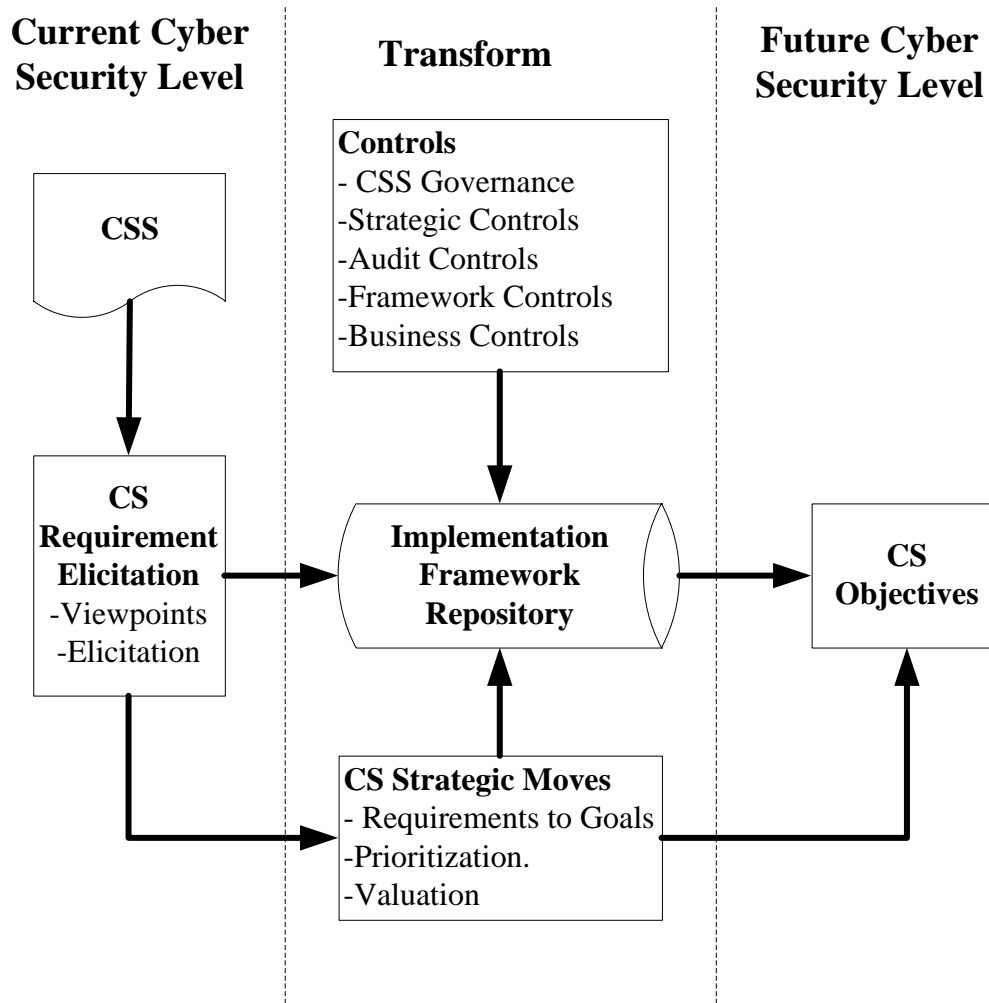 Current Cyber
Security Level
Transform
Future Cyber
Security Level
CSS
Controls
- CSS Governance
-Strategic Controls
-Audit Controls
-Framework Controls
-Business Controls
CS
Requirement
Elicitation
-Viewpoints
-Elicitation
Implementation
Framework
Repository
CS
Objectives
CS Strategic Moves
- Requirements to Goals
-Prioritization.
-Valuation